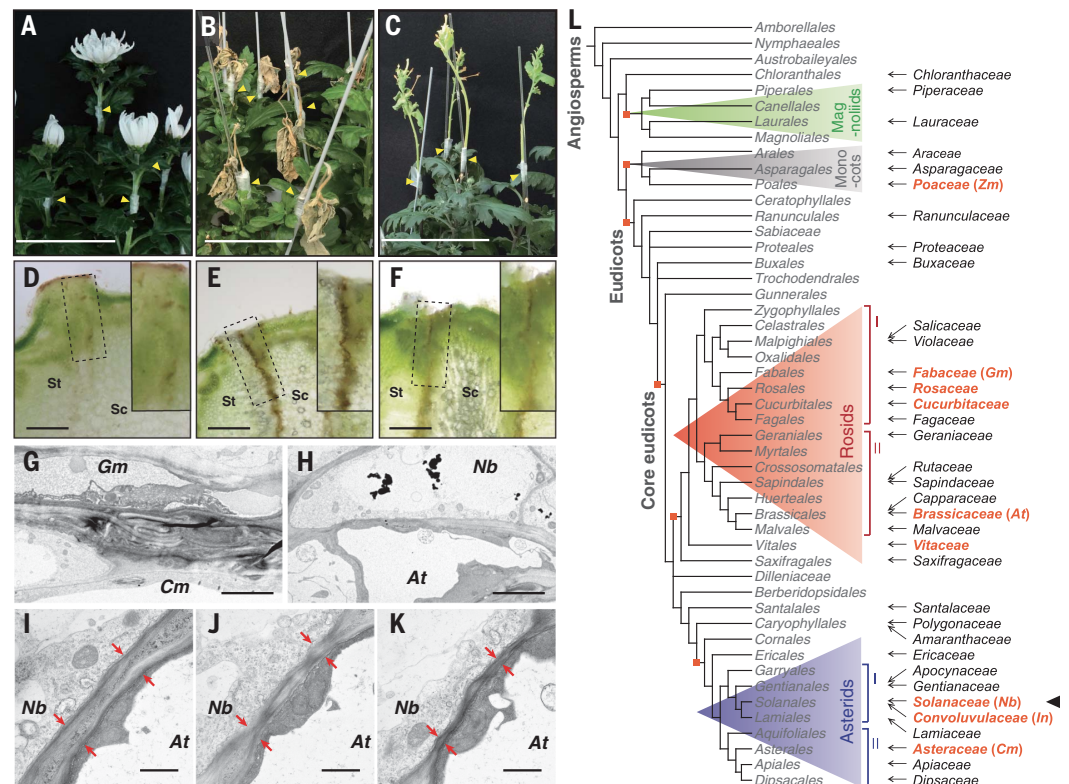 A
B
C
D
St
Sc
E
St
Sc
F
St
Sc
G
Gm
Cm
H
Nb
At
I
Nb
At
J
Nb
At
K
Nb
At
L
Angiosperms
Eudicots
Core eudicots
Amborellales
Nymphaeales
Austrobaileyales
Chloranthales
Piperales
Canellales
Laurales
Magnoliales
Arales
Asparagales
Poales
Ceratophyllales
Ranunculales
Sabiaceae
Proteales
Buxales
Trochodendrales
Gunnerales
Zygophyllales
Celastrales
Malpighiales
Oxalidales
Fabales
Rosales
Cucurbitales
Fagales
Geraniales
Myrtales
Crossosomatales
Sapindales
Huerteales
Brassicales
Malvales
Vitales
Saxifragales
Dilleniaceae
Berberidopsidales
Santalales
Caryophyllales
Cornales
Ericales
Garryales
Gentianales
Solanales
Lamiales
Aquifoliales
Asterales
Apiales
Dipsacales
Mag
-noliids
Mono
-cots
Rosids
I
II
Asterids
I
II
Chloranthaceae
Piperaceae
Lauraceae
Araceae
Asparagaceae
Poaceae (Zm)
Ranunculaceae
Proteaceae
Buxaceae
Salicaceae
Violaceae
Fabaceae (Gm)
Rosaceae
Cucurbitaceae
Fagaceae
Geraniaceae
Rutaceae
Sapindaceae
Capparaceae
Brassicaceae (At)
Malvaceae
Vitaceae
Saxifragaceae
Santalaceae
Polygonaceae
Amaranthaceae
Ericaceae
Apocynaceae
Gentianaceae
Solanaceae (Nb)
Convoluvulaceae (In)
Lamiaceae
Asteraceae (Cm)
Apiaceae
Dipsaceae